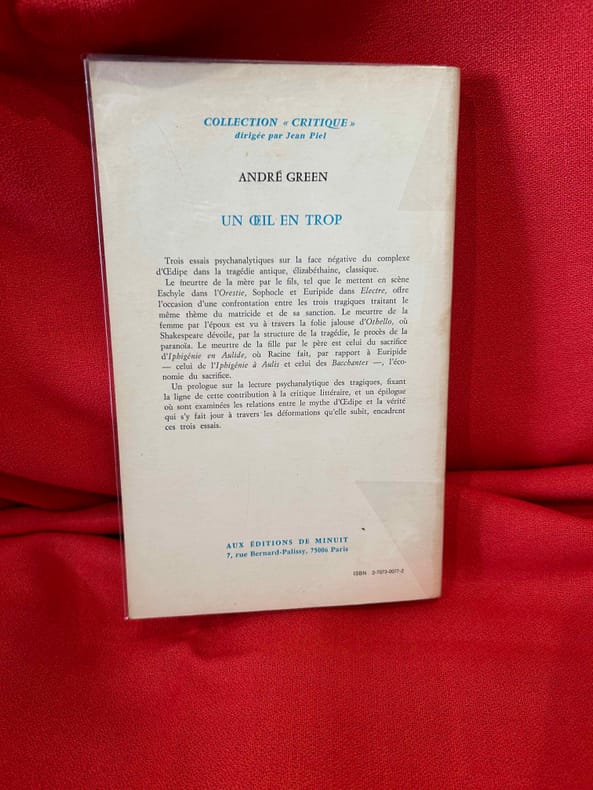 COLLECTION « CRITIQUE »
dirigée par Jean Piel
ANDRÉ GREEN
UN ŒIL EN TROP
Trois essais psychanalytiques sur la face négative du complexe
d'Œdipe dans la tragédie antique, élizabéthaine, classique.
Le meurtre de la mère par le fils, tel que le mettent en scène
Eschyle dans l'Orestie, Sophocle et Euripide dans Electre, offre
l'occasion d'une confrontation entre les trois tragiques traitant le
même thème du matricide et de sa sanction. Le meurtre de la
femme par l'époux est vu à travers la folie jalouse d'Othello, où
Shakespeare dévoile, par la structure de la tragédie, le procès de la
paranoïa. Le meurtre de la fille par le père est celui du sacrifice
d'Iphigénie en Aulide, où Racine fait, par rapport à Euripide
— celui de l'Iphigénie à Aulis et celui des Bacchantes —, l'éco-
nomie du sacrifice.
Un prologue sur la lecture psychanalytique des tragiques, fixant
la ligne de cette contribution à la critique littéraire, et un épilogue
où sont examinées les relations entre le mythe d'Œdipe et la vérité
qui s'y fait jour à travers les déformations qu'elle subit, encadrent
ces trois essais.
AUX ÉDITIONS DE MINUIT
7, rue Bernard-Palissy, 75006 Paris
ISBN 2-7073-0077-2